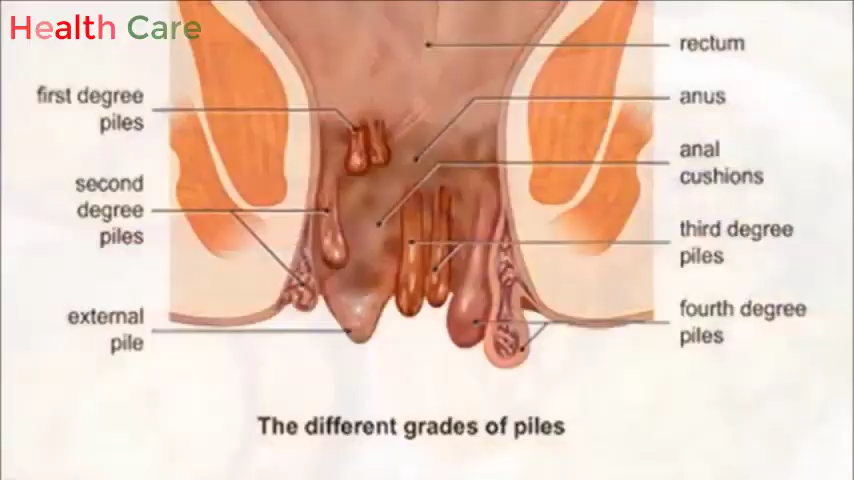 Health Care
rectum
first degree
piles
anus
anal
cushions
second
degree
piles
third degree
piles
external
pile
fourth degree
piles
The different grades of piles